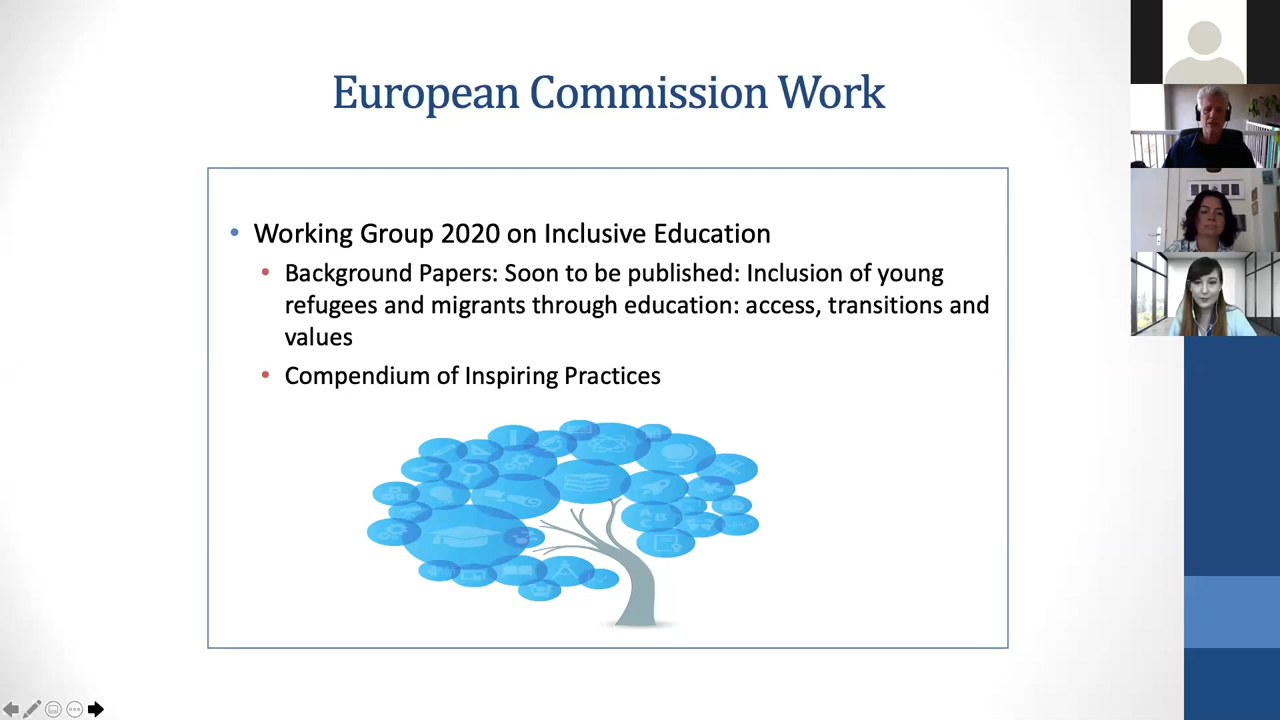 European Commission Work
• Working Group 2020 on Inclusive Education
• Background Papers: Soon to be published: Inclusion of young
refugees and migrants through education: access, transitions and
values
• Compendium of Inspiring Practices
A B
C